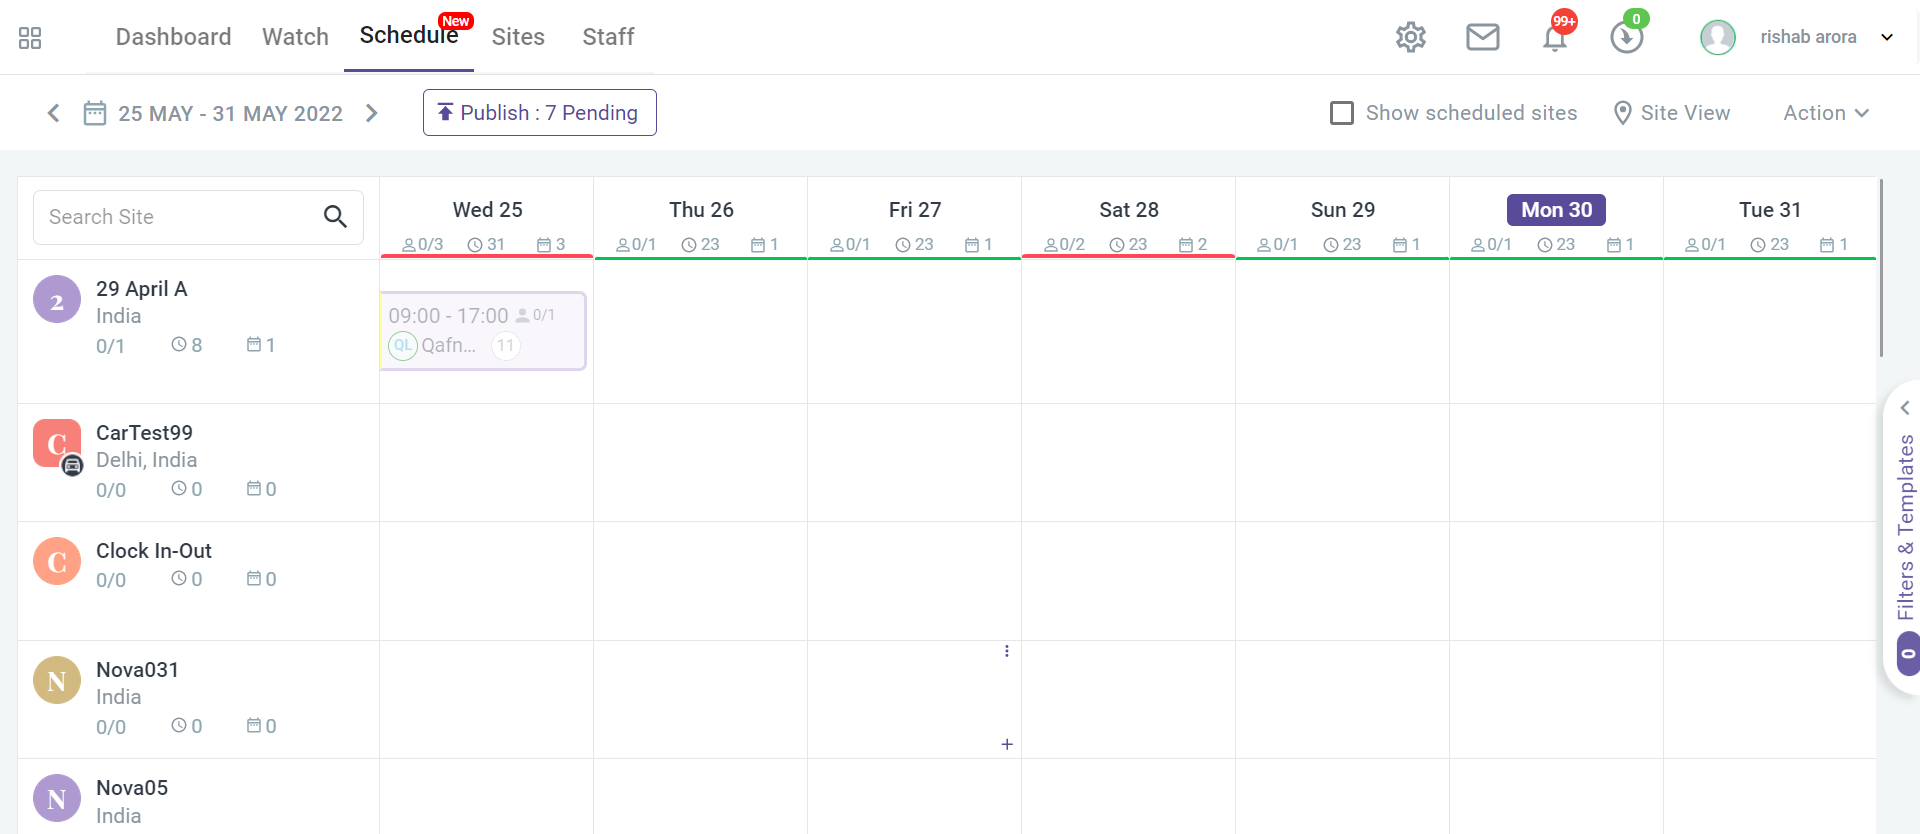 Dashboard Watch Schedule New Sites Staff 99+ 0 rishab arora
25 MAY - 31 MAY 2022 Publish : 7 Pending Show scheduled sites Site View Action
Search Site Wed 25 Thu 26 Fri 27 Sat 28 Sun 29 Mon 30 Tue 31
0/3 31 3 0/1 23 1 0/1 23 1 0/2 23 2 0/1 23 1 0/1 23 1 0/1 23 1
2 29 April A
India
0/1 8 1
09:00 - 17:00 0/1
QL Qafn... 11
C CarTest99
Delhi, India
0/0 0 0
C Clock In-Out
0/0 0 0
N Nova031
India
0/0 0 0
+
N Nova05
India
Filters & Templates
0